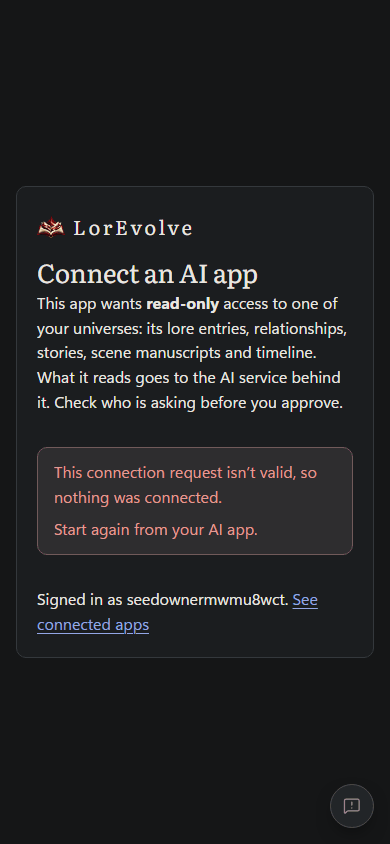 LorEvolve
Connect an AI app
This app wants read-only access to one of
your universes: its lore entries, relationships,
stories, scene manuscripts and timeline.
What it reads goes to the AI service behind
it. Check who is asking before you approve.
This connection request isn’t valid, so
nothing was connected.
Start again from your AI app.
Signed in as seedownermwmu8wct. See
connected apps